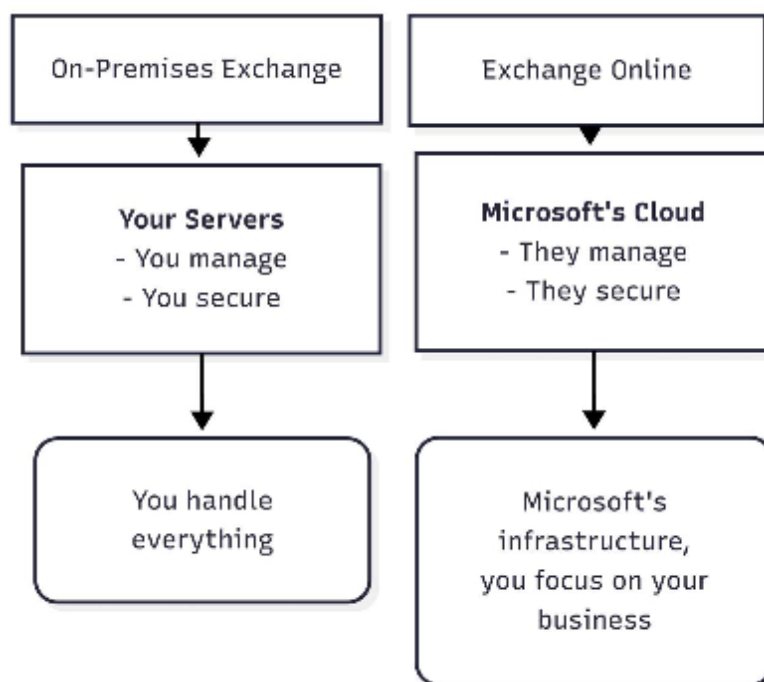 On-Premises Exchange
Your Servers
- You manage
- You secure
You handle
everything
Exchange Online
Microsoft's Cloud
- They manage
- They secure
Microsoft's
infrastructure,
you focus on your
business